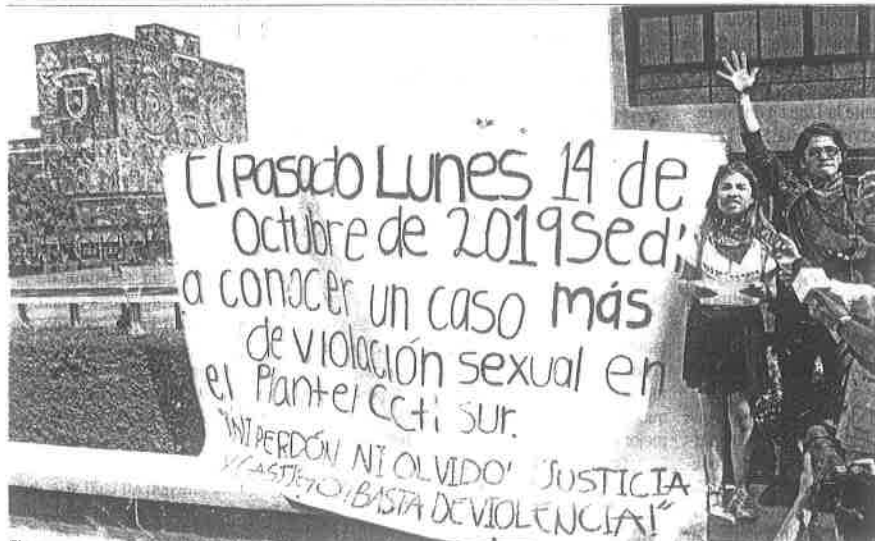 El Pasado Lunes 14 de
Octubre de 2019 Se di
a conocer un caso más
de violación sexual en
el Plantel CCH Sur.
"¡NI PERDÓN NI OLVIDO' 'JUSTICIA
Y CASTIGO! ¡BASTA DE VIOLENCIA!"